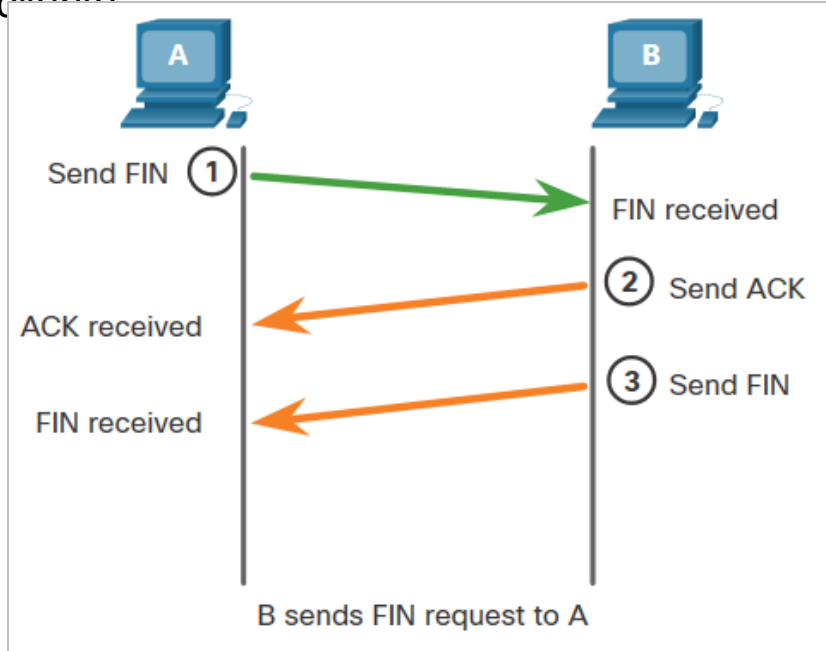 A
B
Send FIN 1
FIN received
2 Send ACK
ACK received
3 Send FIN
FIN received
B sends FIN request to A